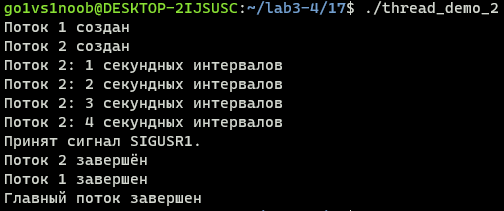 go1vs1noob@DESKTOP-2IJSUSC:~/lab3-4/17$ ./thread_demo_2
Поток 1 создан
Поток 2 создан
Поток 2: 1 секундных интервалов
Поток 2: 2 секундных интервалов
Поток 2: 3 секундных интервалов
Поток 2: 4 секундных интервалов
Принят сигнал SIGUSR1.
Поток 2 завершён
Поток 1 завершен
Главный поток завершен